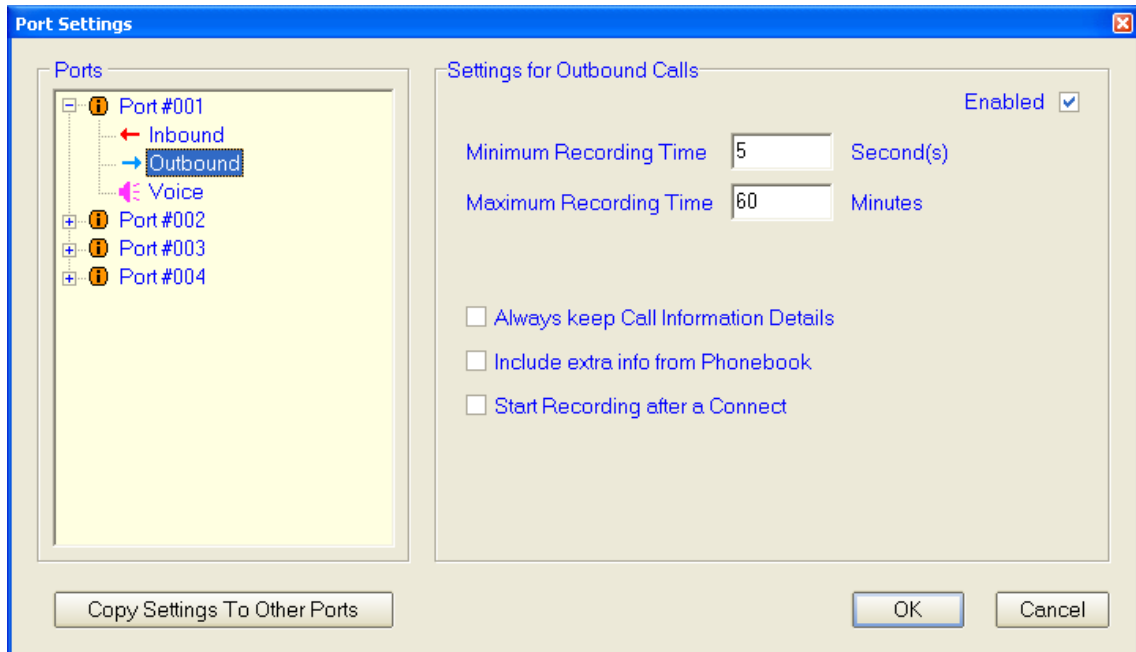 Port Settings
Ports
Port #001
Inbound
Outbound
Voice
Port #002
Port #003
Port #004
Settings for Outbound Calls
Enabled
Minimum Recording Time 5 Second(s)
Maximum Recording Time 60 Minutes
Always keep Call Information Details
Include extra info from Phonebook
Start Recording after a Connect
Copy Settings To Other Ports
OK
Cancel